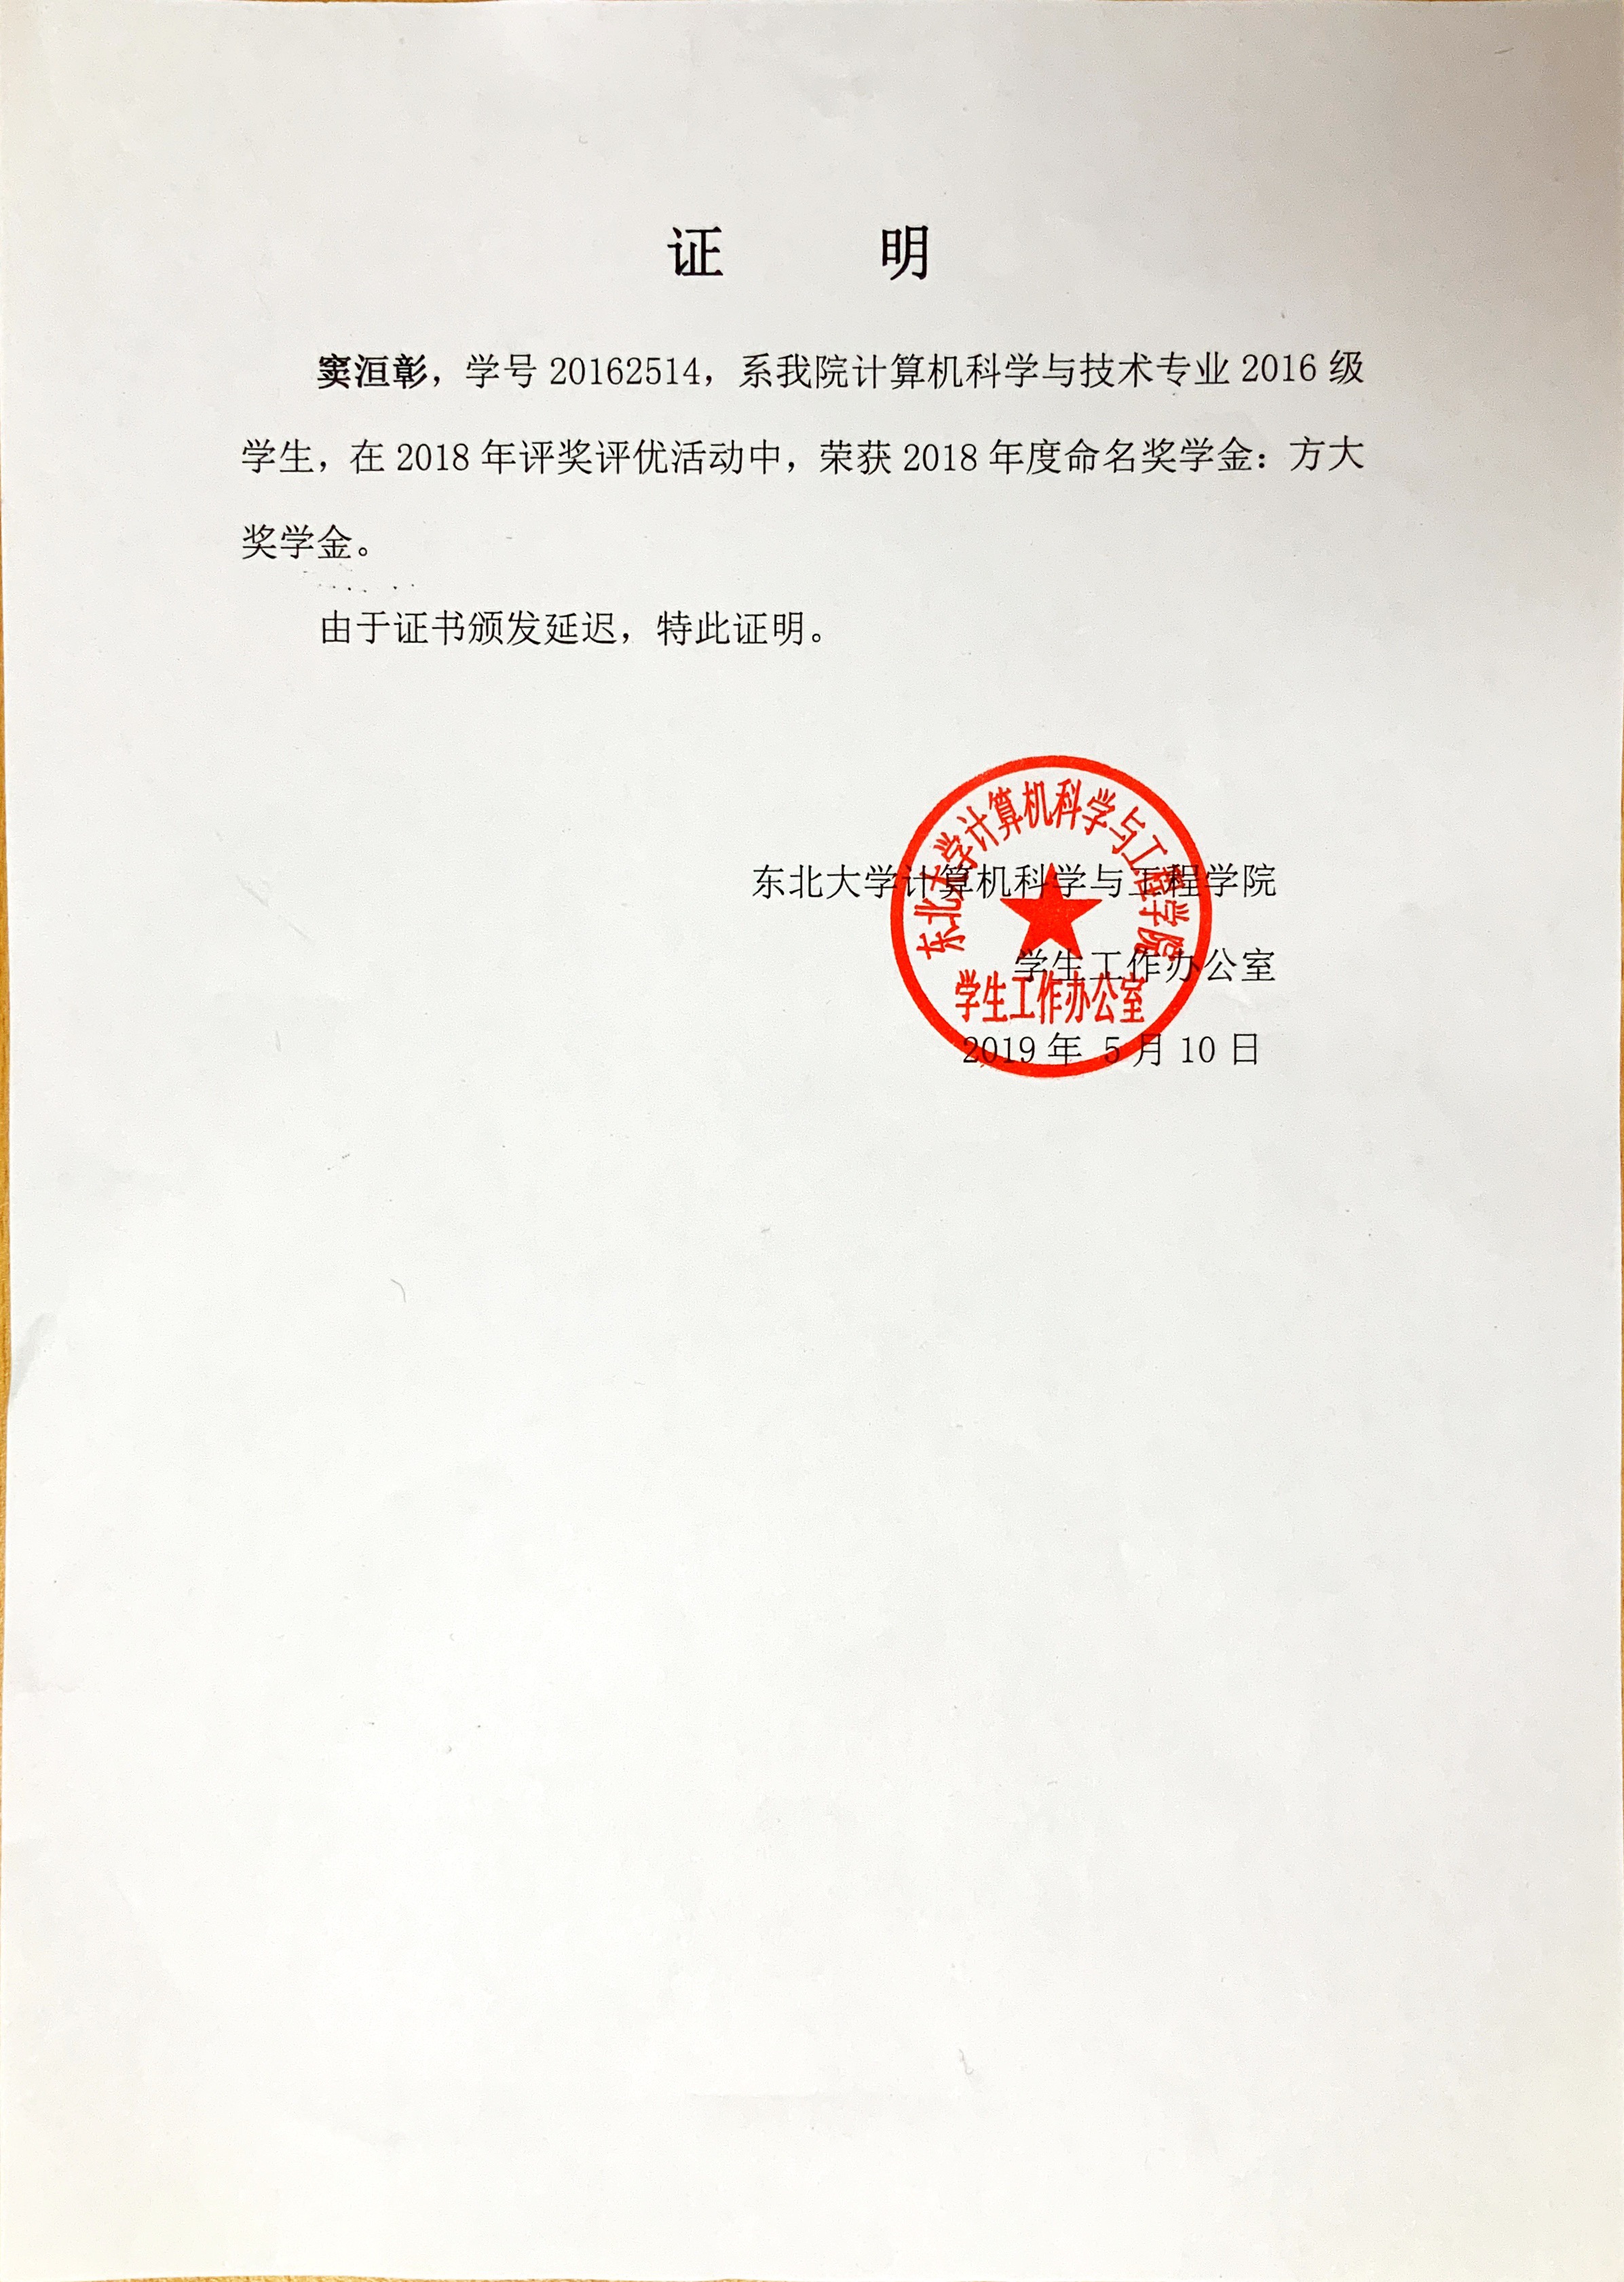 证 明
窦洹彰，学号 20162514，系我院计算机科学与技术专业 2016 级
学生，在 2018 年评奖评优活动中，荣获 2018 年度命名奖学金：方大
奖学金。
由于证书颁发延迟，特此证明。
东北大学计算机科学与工程学院
东北大学计算机科学与工程学院
学生工作办公室
学生工作办公室
2019 年 5 月 10 日